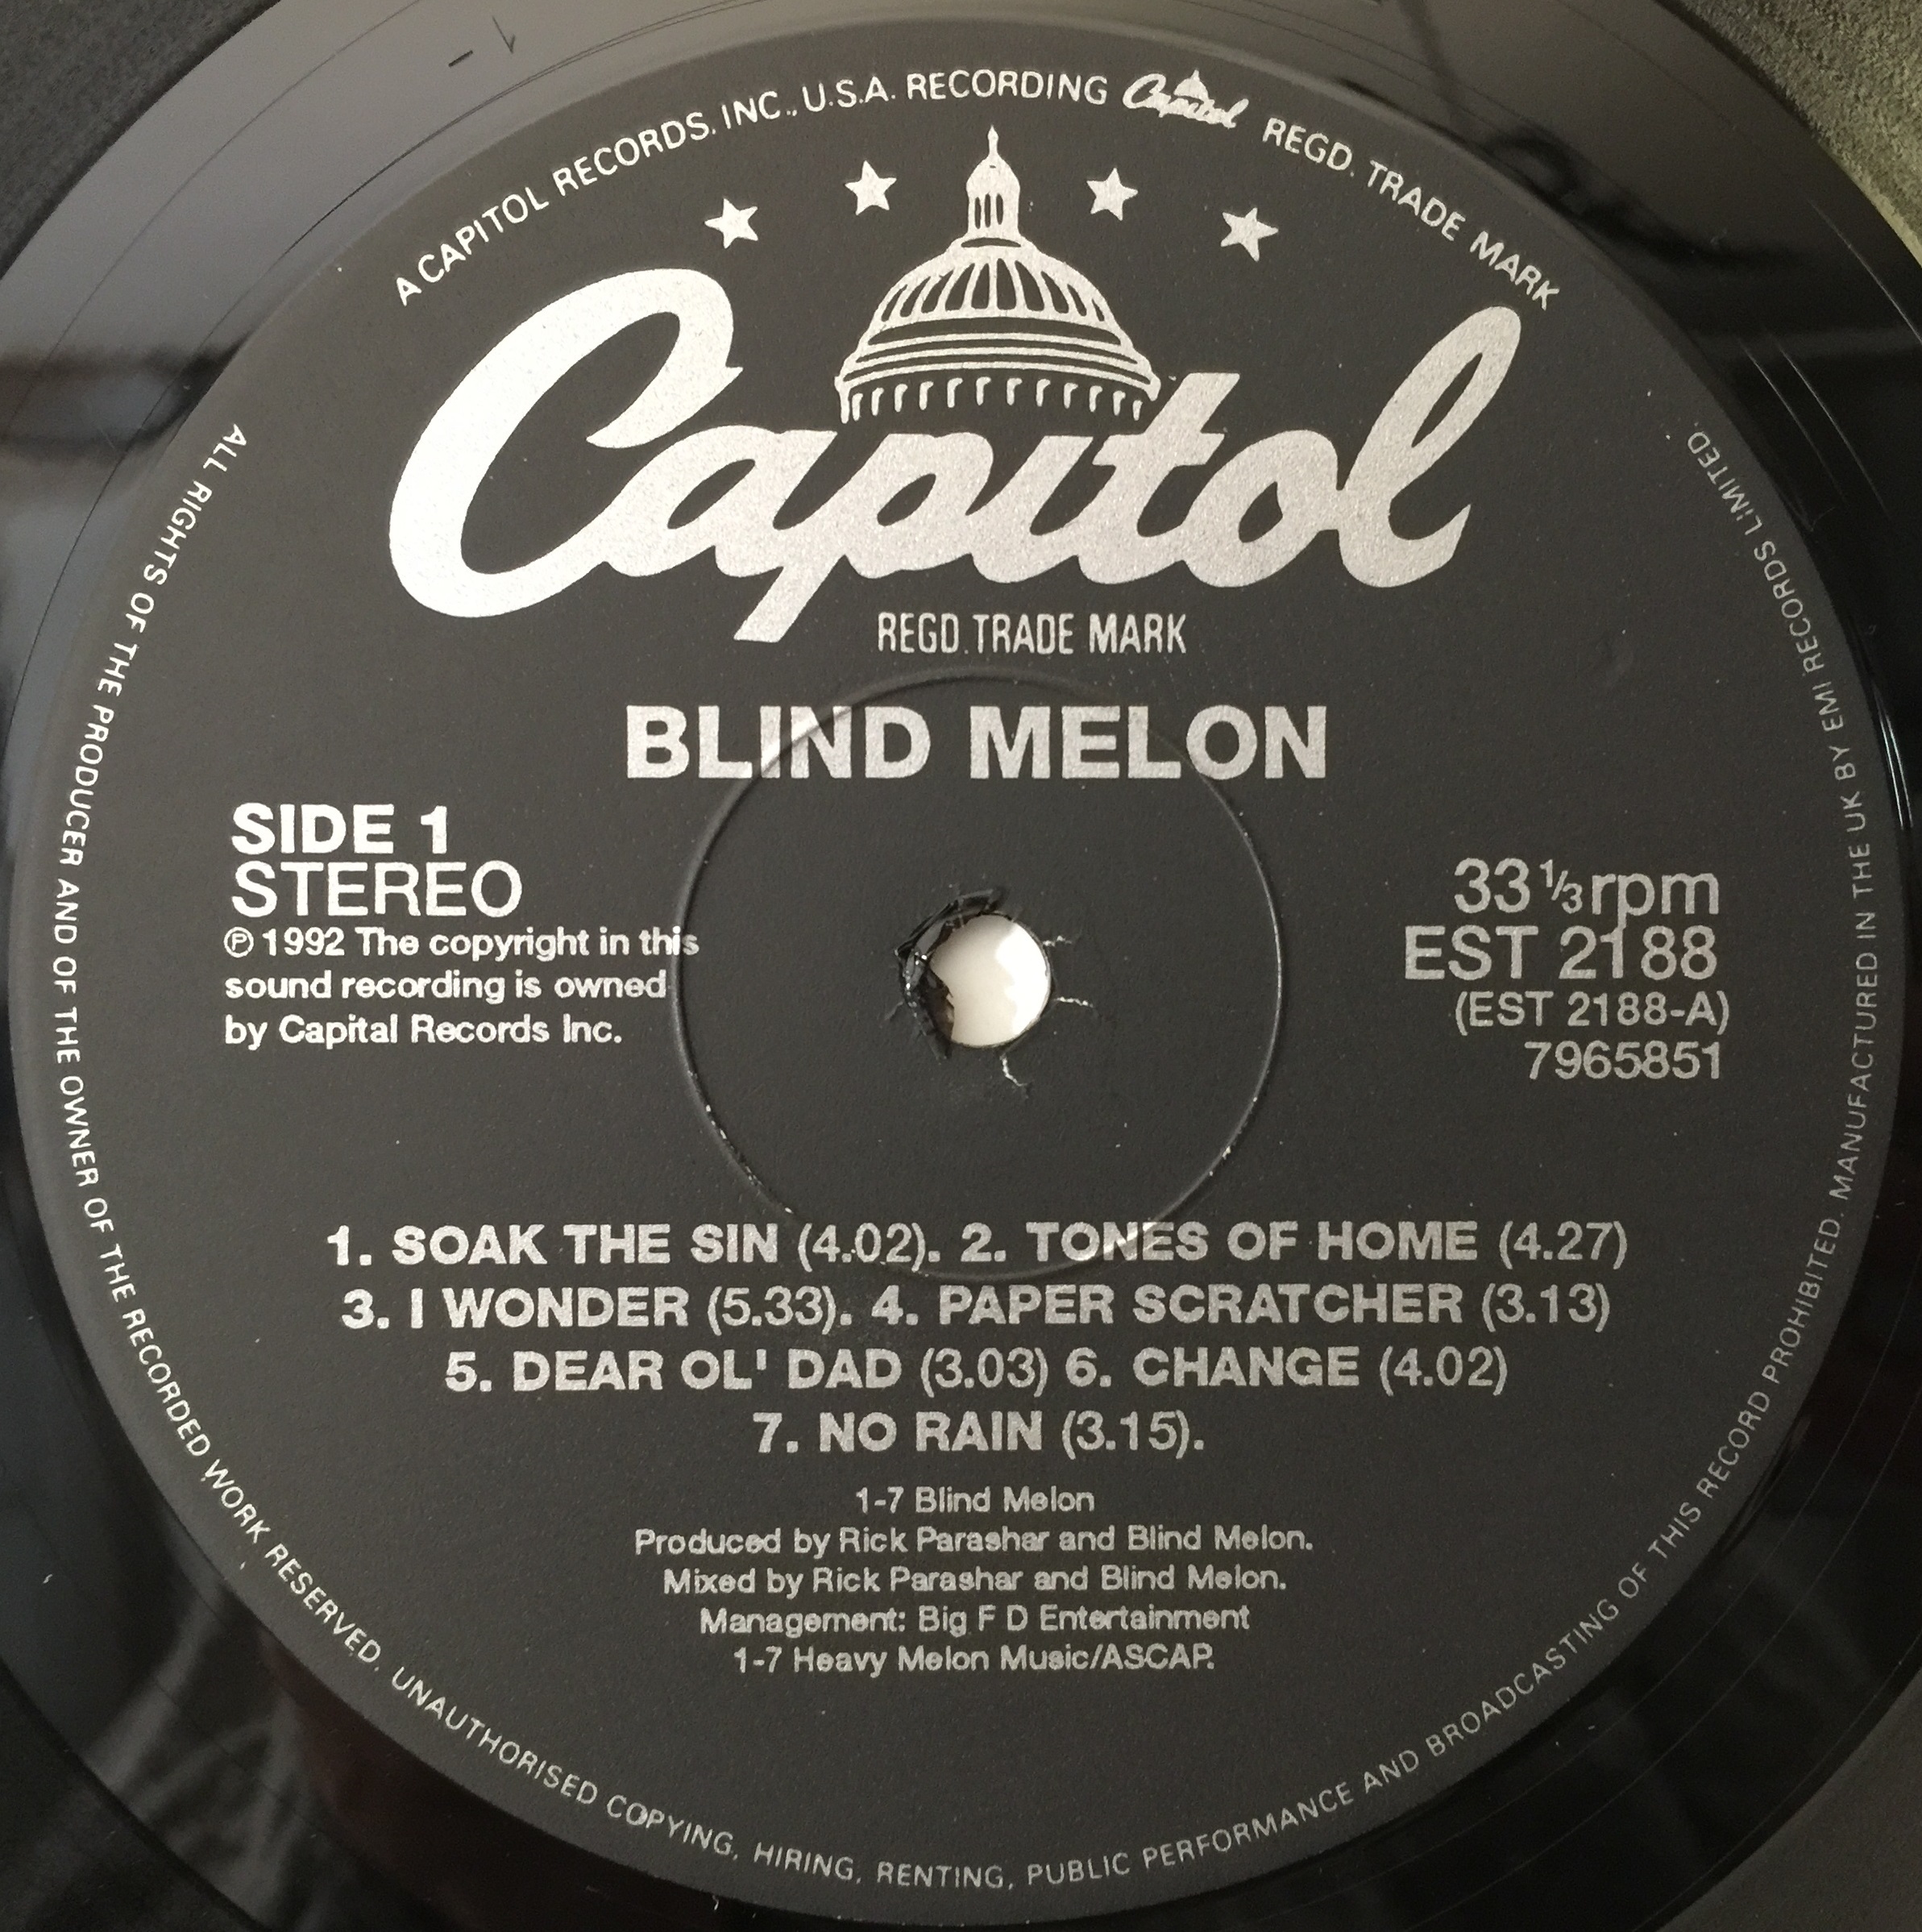 A CAPITOL RECORDS, INC., U.S.A. RECORDING Capitol REGD. TRADE MARK
Capitol
REGD. TRADE MARK
BLIND MELON
SIDE 1
STEREO
℗ 1992 The copyright in this
sound recording is owned
by Capital Records Inc.
33 1/3 rpm
EST 2188
(EST 2188-A)
7965851
1. SOAK THE SIN (4.02). 2. TONES OF HOME (4.27)
3. I WONDER (5.33). 4. PAPER SCRATCHER (3.13)
5. DEAR OL' DAD (3.03) 6. CHANGE (4.02)
7. NO RAIN (3.15).
1-7 Blind Melon
Produced by Rick Parashar and Blind Melon.
Mixed by Rick Parashar and Blind Melon.
Management: Big F D Entertainment
1-7 Heavy Melon Music/ASCAP.
ALL RIGHTS OF THE PRODUCER AND OF THE OWNER OF THE RECORDED WORK RESERVED. UNAUTHORISED COPYING, HIRING, RENTING, PUBLIC PERFORMANCE AND BROADCASTING OF THIS RECORD PROHIBITED. MANUFACTURED IN THE UK BY EMI RECORDS LIMITED.